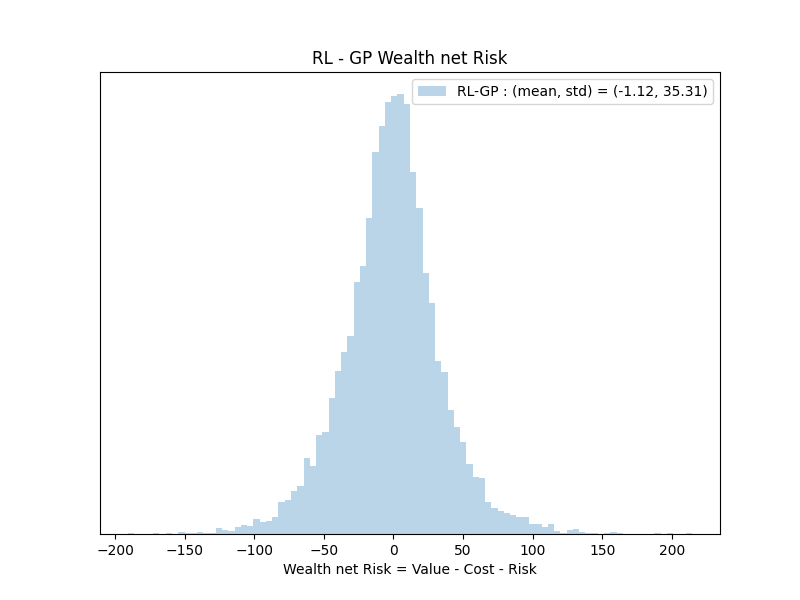 RL - GP Wealth net Risk
RL-GP : (mean, std) = (-1.12, 35.31)
−200 −150 −100 −50 0 50 100 150 200
Wealth net Risk = Value - Cost - Risk